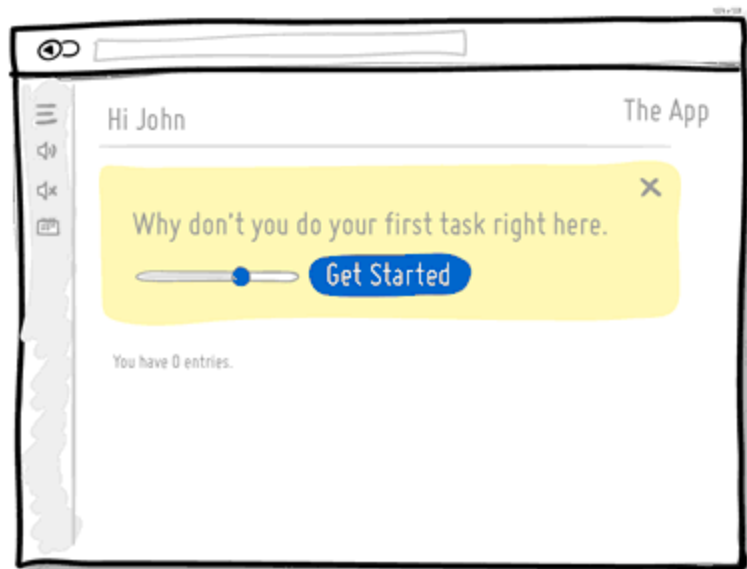 Hi John
The App
Why don't you do your first task right here.
Get Started
You have 0 entries.